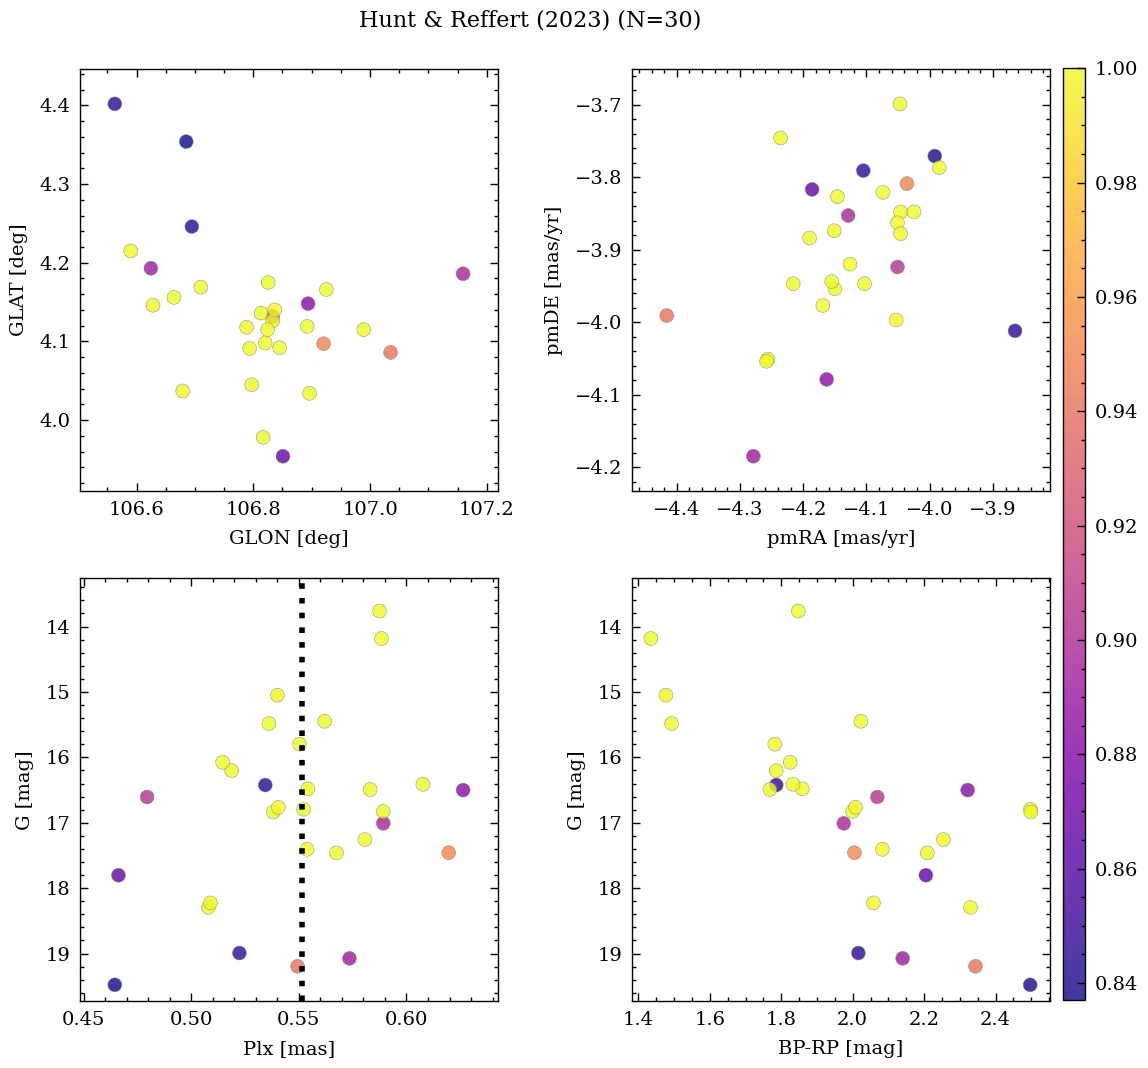 Hunt & Reffert (2023) (N=30)
4.4
4.3
4.2
4.1
4.0
GLAT [deg]
106.6 106.8 107.0 107.2
GLON [deg]
−3.7
−3.8
−3.9
−4.0
−4.1
−4.2
pmDE [mas/yr]
−4.4 −4.3 −4.2 −4.1 −4.0 −3.9
pmRA [mas/yr]
14
15
16
17
18
19
G [mag]
0.45 0.50 0.55 0.60
Plx [mas]
14
15
16
17
18
19
G [mag]
1.4 1.6 1.8 2.0 2.2 2.4
BP-RP [mag]
1.00
0.98
0.96
0.94
0.92
0.90
0.88
0.86
0.84